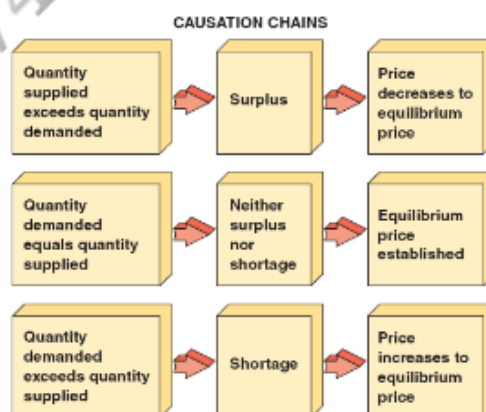 CAUSATION CHAINS
Quantity
supplied
exceeds quantity
demanded
Surplus
Price
decreases to
equilibrium
price
Quantity
demanded
equals quantity
supplied
Neither
surplus
nor
shortage
Equilibrium
price
established
Quantity
demanded
exceeds quantity
supplied
Shortage
Price
increases to
equilibrium
price